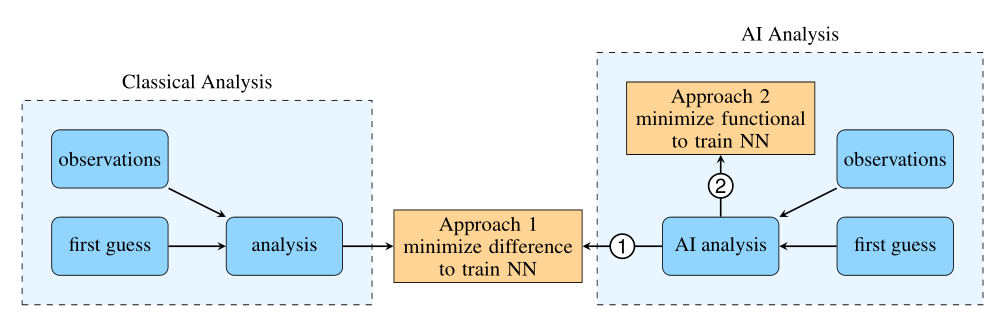 AI Analysis
Classical Analysis
Approach 2
minimize functional
to train NN
observations
observations
2
Approach 1
minimize difference
to train NN
first guess
analysis
1
AI analysis
first guess